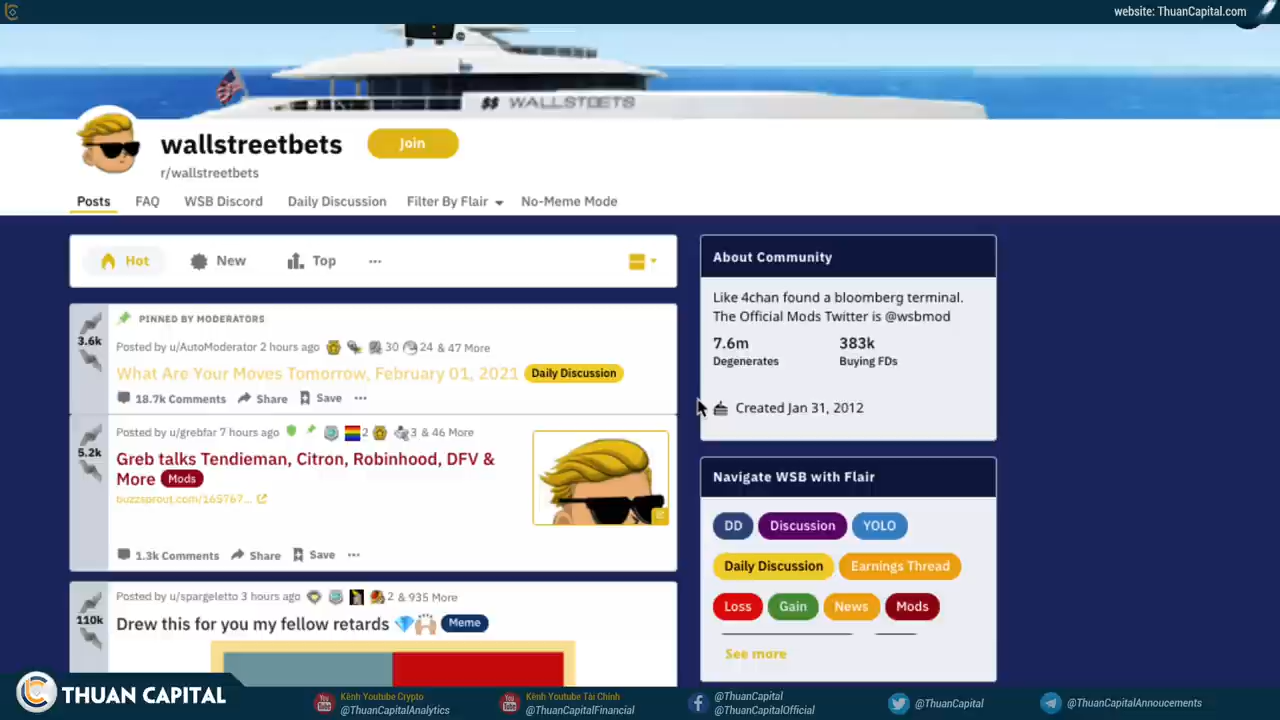 website: ThuanCapital.com
$$ WALLSTBETS
wallstreetbets
Join
r/wallstreetbets
Posts FAQ WSB Discord Daily Discussion Filter By Flair No-Meme Mode
Hot New Top ...
About Community
Like 4chan found a bloomberg terminal.
The Official Mods Twitter is @wsbmod
7.6m 383k
Degenerates Buying FDs
Created Jan 31, 2012
PINNED BY MODERATORS
3.6k
Posted by u/AutoModerator 2 hours ago 30 24 & 47 More
What Are Your Moves Tomorrow, February 01, 2021 Daily Discussion
18.7k Comments Share Save ...
5.2k
Posted by u/grebfar 7 hours ago 2 3 & 46 More
Greb talks Tendieman, Citron, Robinhood, DFV &
More Mods
buzzsprout.com/165767...
1.3k Comments Share Save ...
Navigate WSB with Flair
DD Discussion YOLO
Daily Discussion Earnings Thread
Loss Gain News Mods
See more
110k
Posted by u/spargeletto 3 hours ago 2 & 935 More
Drew this for you my fellow retards 💎🙌 Meme
THUAN CAPITAL
Kênh Youtube Crypto
@ThuanCapitalAnalytics
Kênh Youtube Tài Chính
@ThuanCapitalFinancial
@ThuanCapital
@ThuanCapitalOfficial
@ThuanCapital
@ThuanCapitalAnnoucements